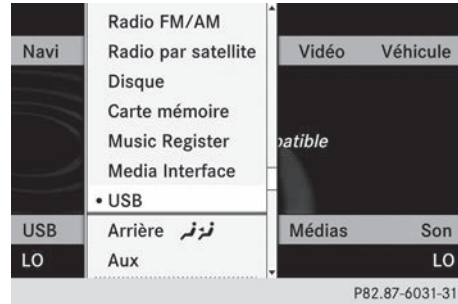 Radio FM/AM
Navi Radio par satellite Vidéo Véhicule
Disque
Carte mémoire
Music Register patible
Media Interface
• USB
USB Arrière Médias Son
LO Aux LO
P82.87-6031-31